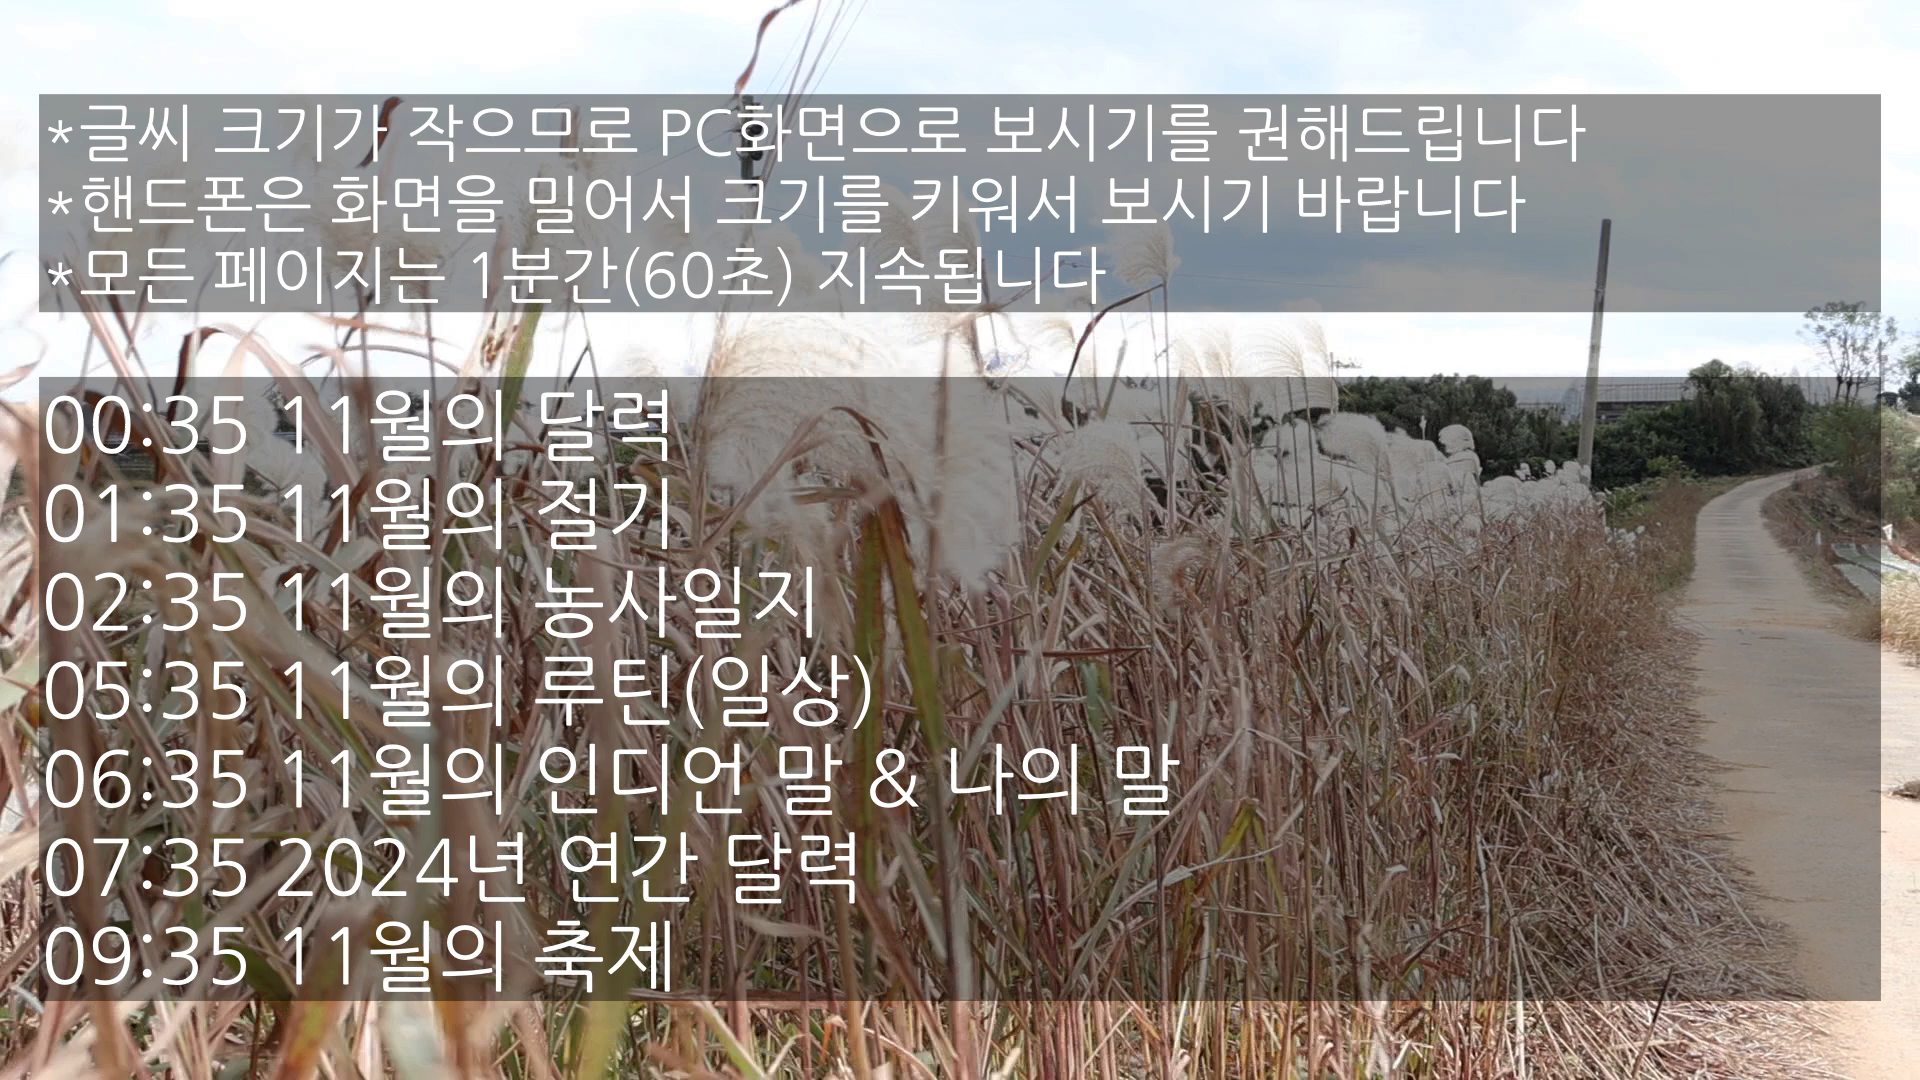 *글씨 크기가 작으므로 PC화면으로 보시기를 권해드립니다
*핸드폰은 화면을 밀어서 크기를 키워서 보시기 바랍니다
*모든 페이지는 1분간(60초) 지속됩니다
00:35 11월의 달력
01:35 11월의 절기
02:35 11월의 농사일지
05:35 11월의 루틴(일상)
06:35 11월의 인디언 말 & 나의 말
07:35 2024년 연간 달력
09:35 11월의 축제